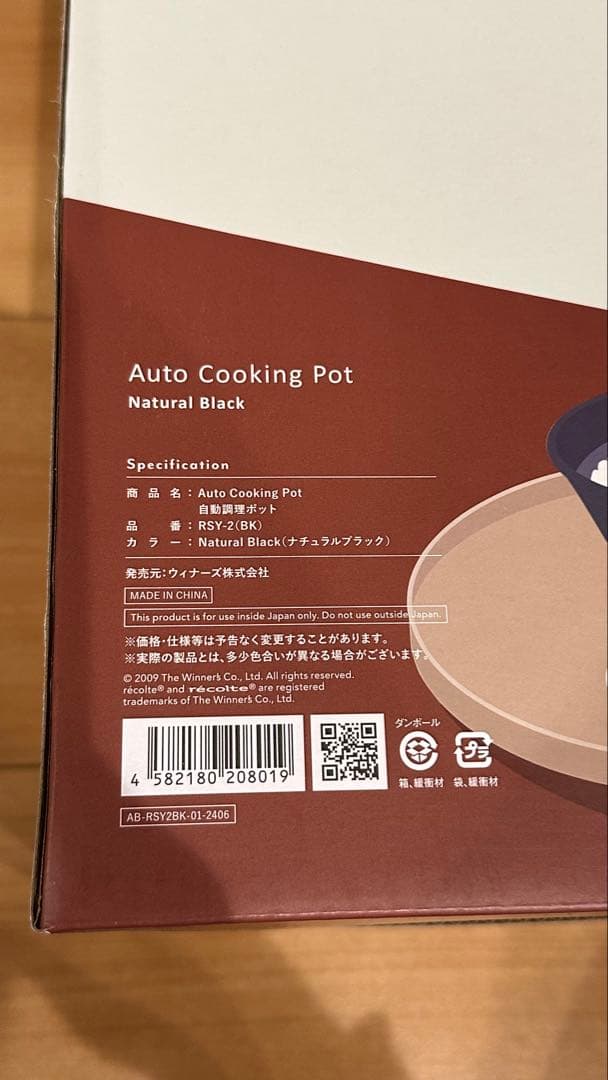 Auto Cooking Pot
Natural Black
Specification
商品名：Auto Cooking Pot
自動調理ポット
品番：RSY-2(BK)
カラー：Natural Black(ナチュラルブラック)
発売元：ウィナーズ株式会社
MADE IN CHINA
This product is for use inside Japan only. Do not use outside Japan.
※価格・仕様等は予告なく変更することがあります。
※実際の製品とは、多少色合いが異なる場合がございます。
© 2009 The Winner's Co., Ltd. All rights reserved.
récolte® and récolte® are registered
trademarks of The Winner's Co., Ltd.
4 582180 208019
ダンボール
プラ
箱、緩衝材
袋、緩衝材
AB-RSY2BK-01-2406